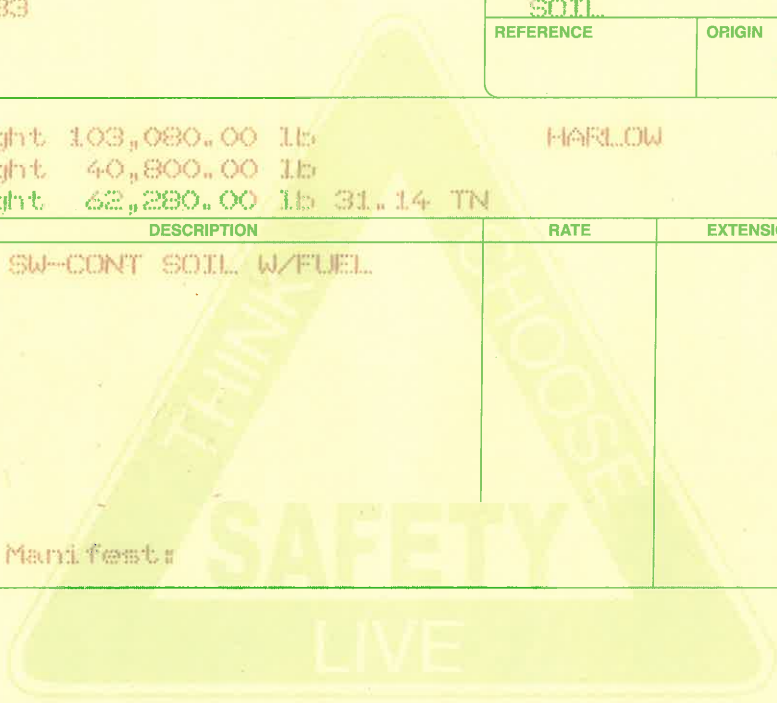 33
SOIL
REFERENCE ORIGIN
ght 103,080.00 lb HARLOW
ght 40,800.00 lb
ght 62,280.00 lb 31.14 TN
DESCRIPTION RATE EXTENSI
SW-CONT SOIL W/FUEL
Manifest:
THINK
CHOOSE
SAFETY
LIVE